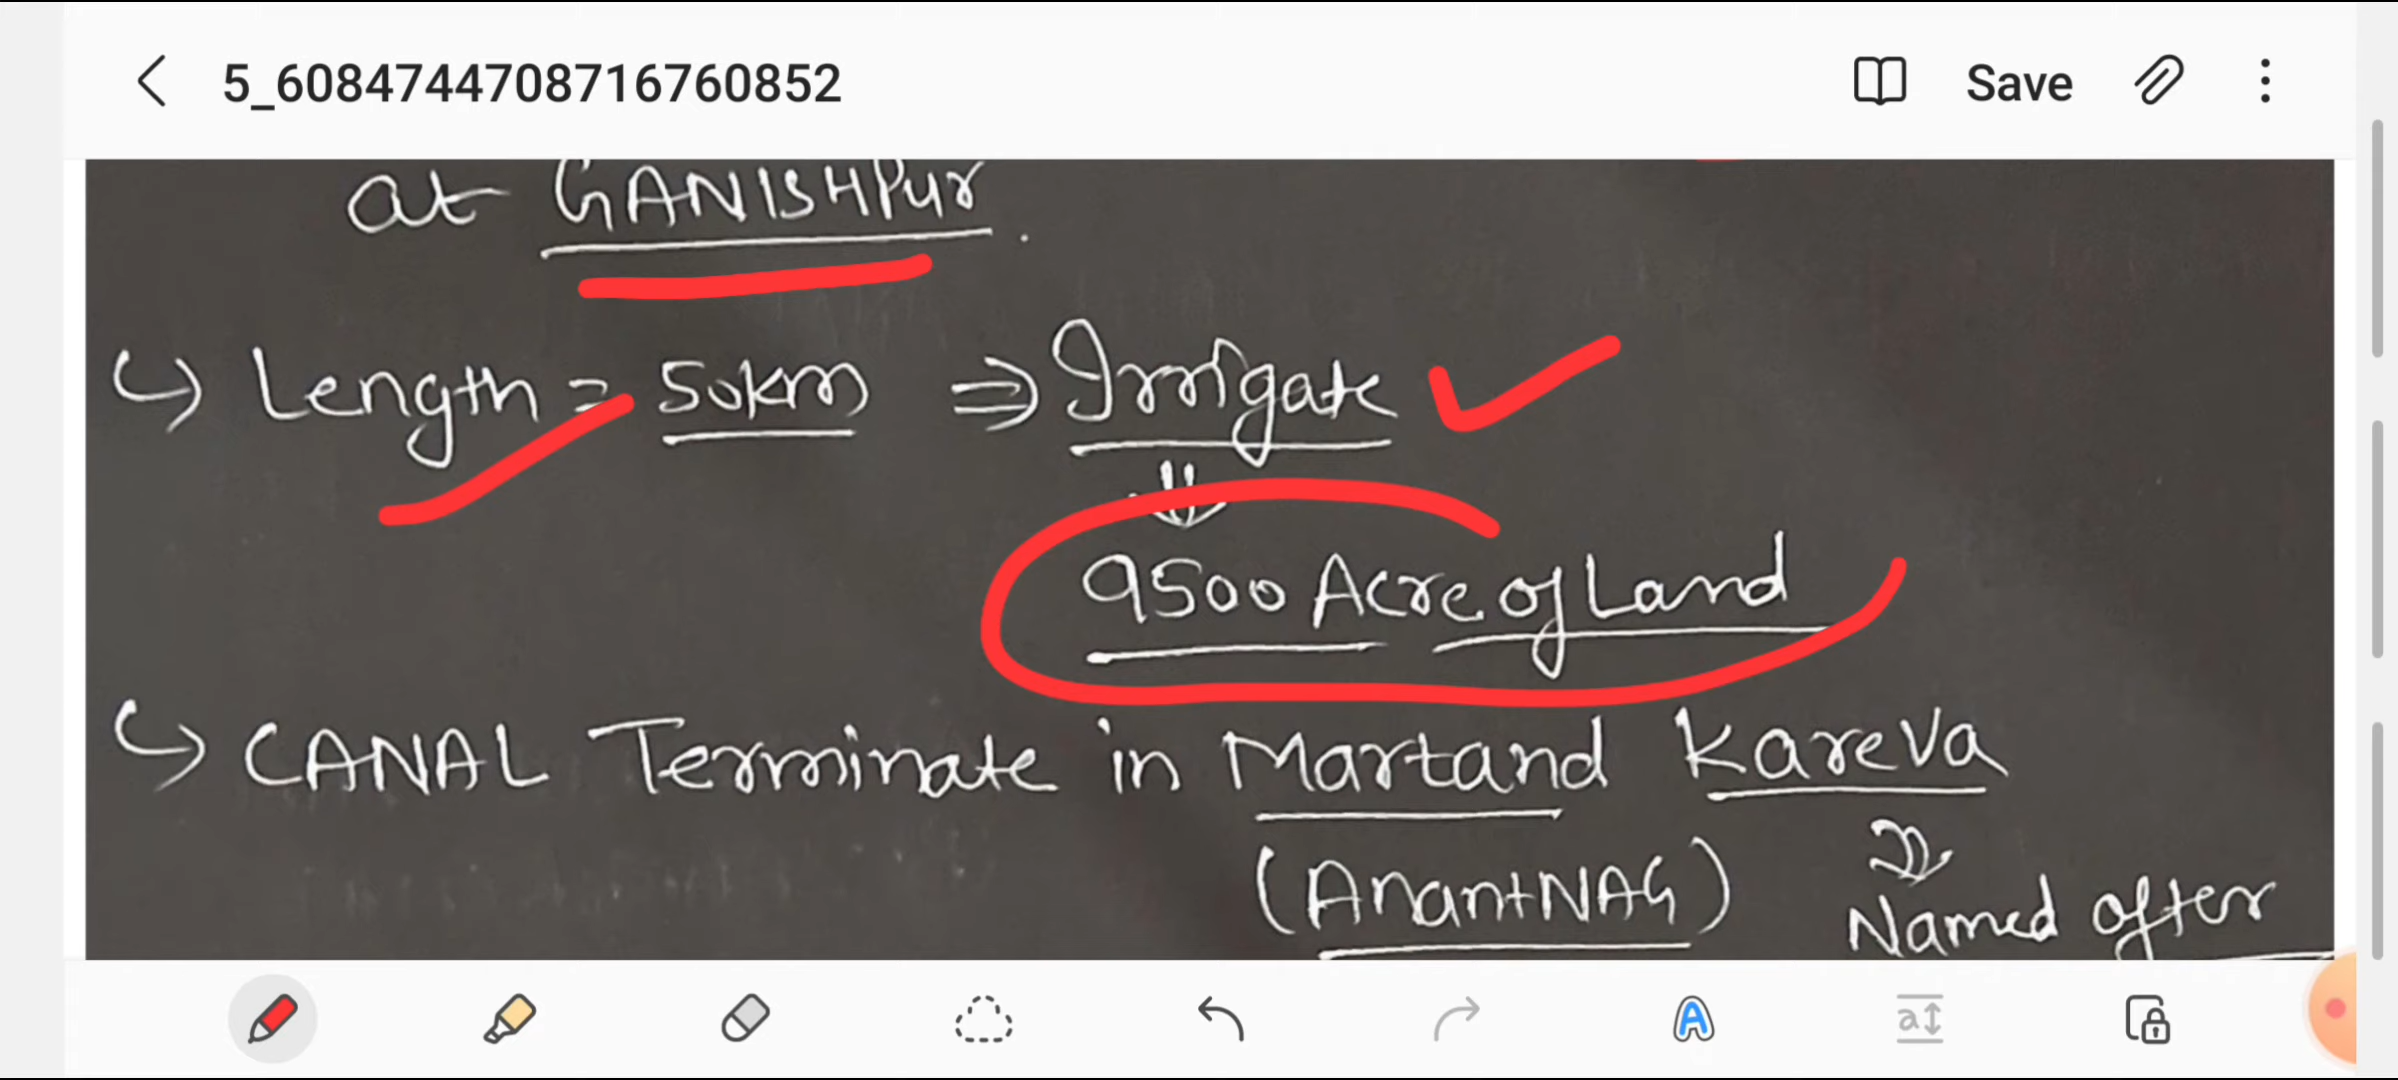 5_6084744708716760852
Save
at GANISHPur.
Length = 50km ⇒ Irrigate
⇓
9500 Acre of Land
CANAL Terminate in Martand Kareva
(AnantNAG)
⇓
Named after
A
a